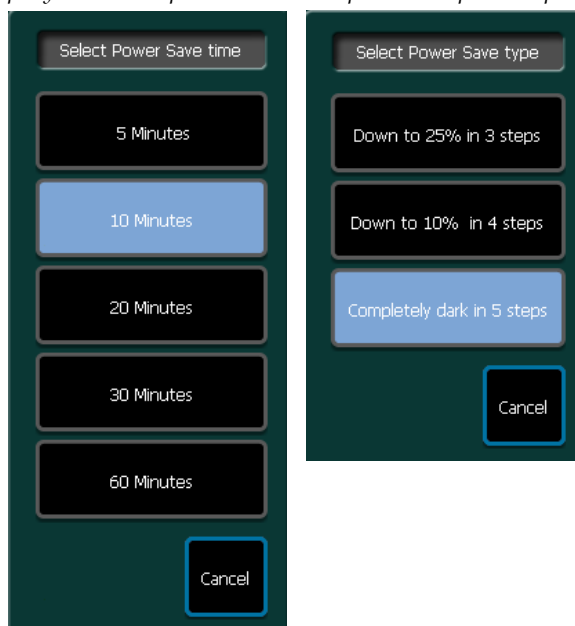 Select Power Save time
5 Minutes
10 Minutes
20 Minutes
30 Minutes
60 Minutes
Cancel
Select Power Save type
Down to 25% in 3 steps
Down to 10% in 4 steps
Completely dark in 5 steps
Cancel